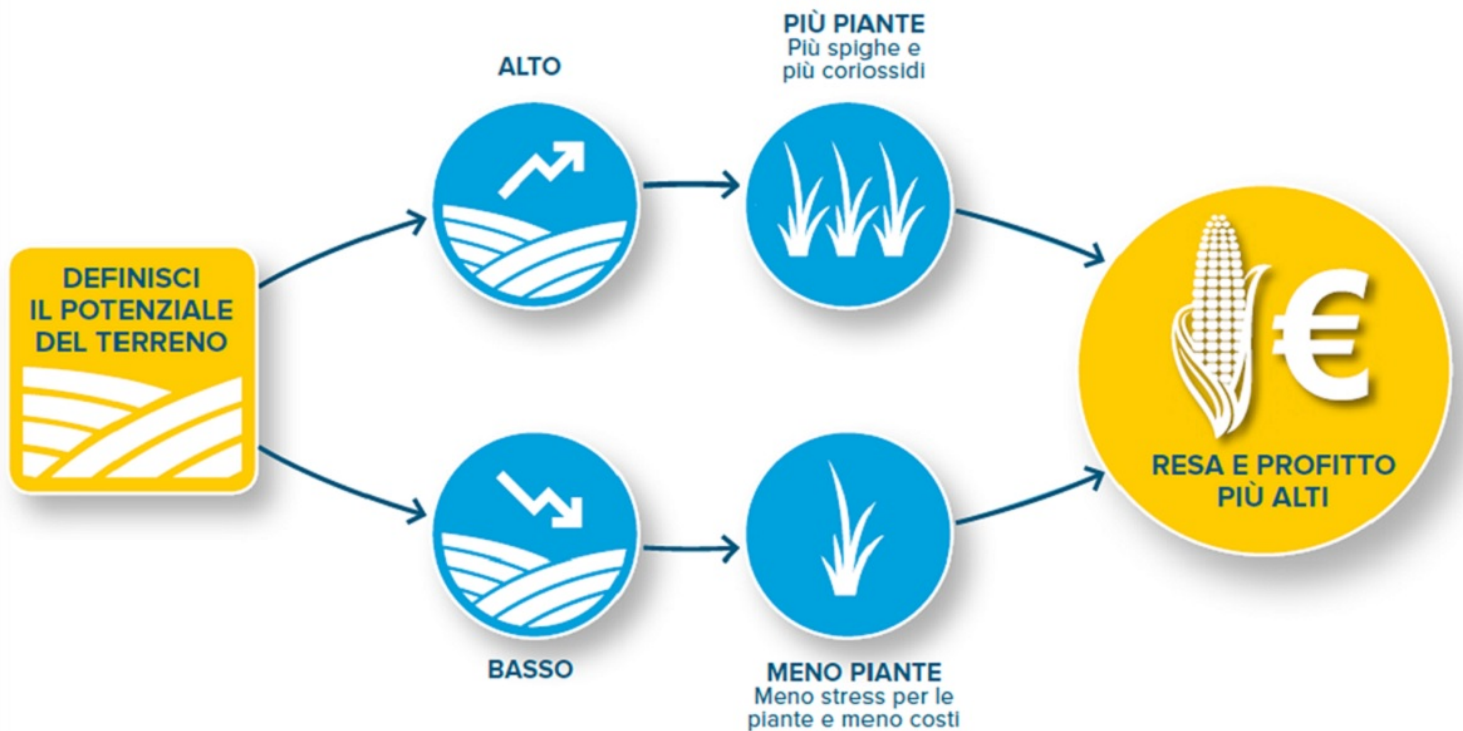 DEFINISCI
IL POTENZIALE
DEL TERRENO
ALTO
PIÙ PIANTE
Più spighe e
più coriossidi
BASSO
MENO PIANTE
Meno stress per le
piante e meno costi
€
RESA E PROFITTO
PIÙ ALTI